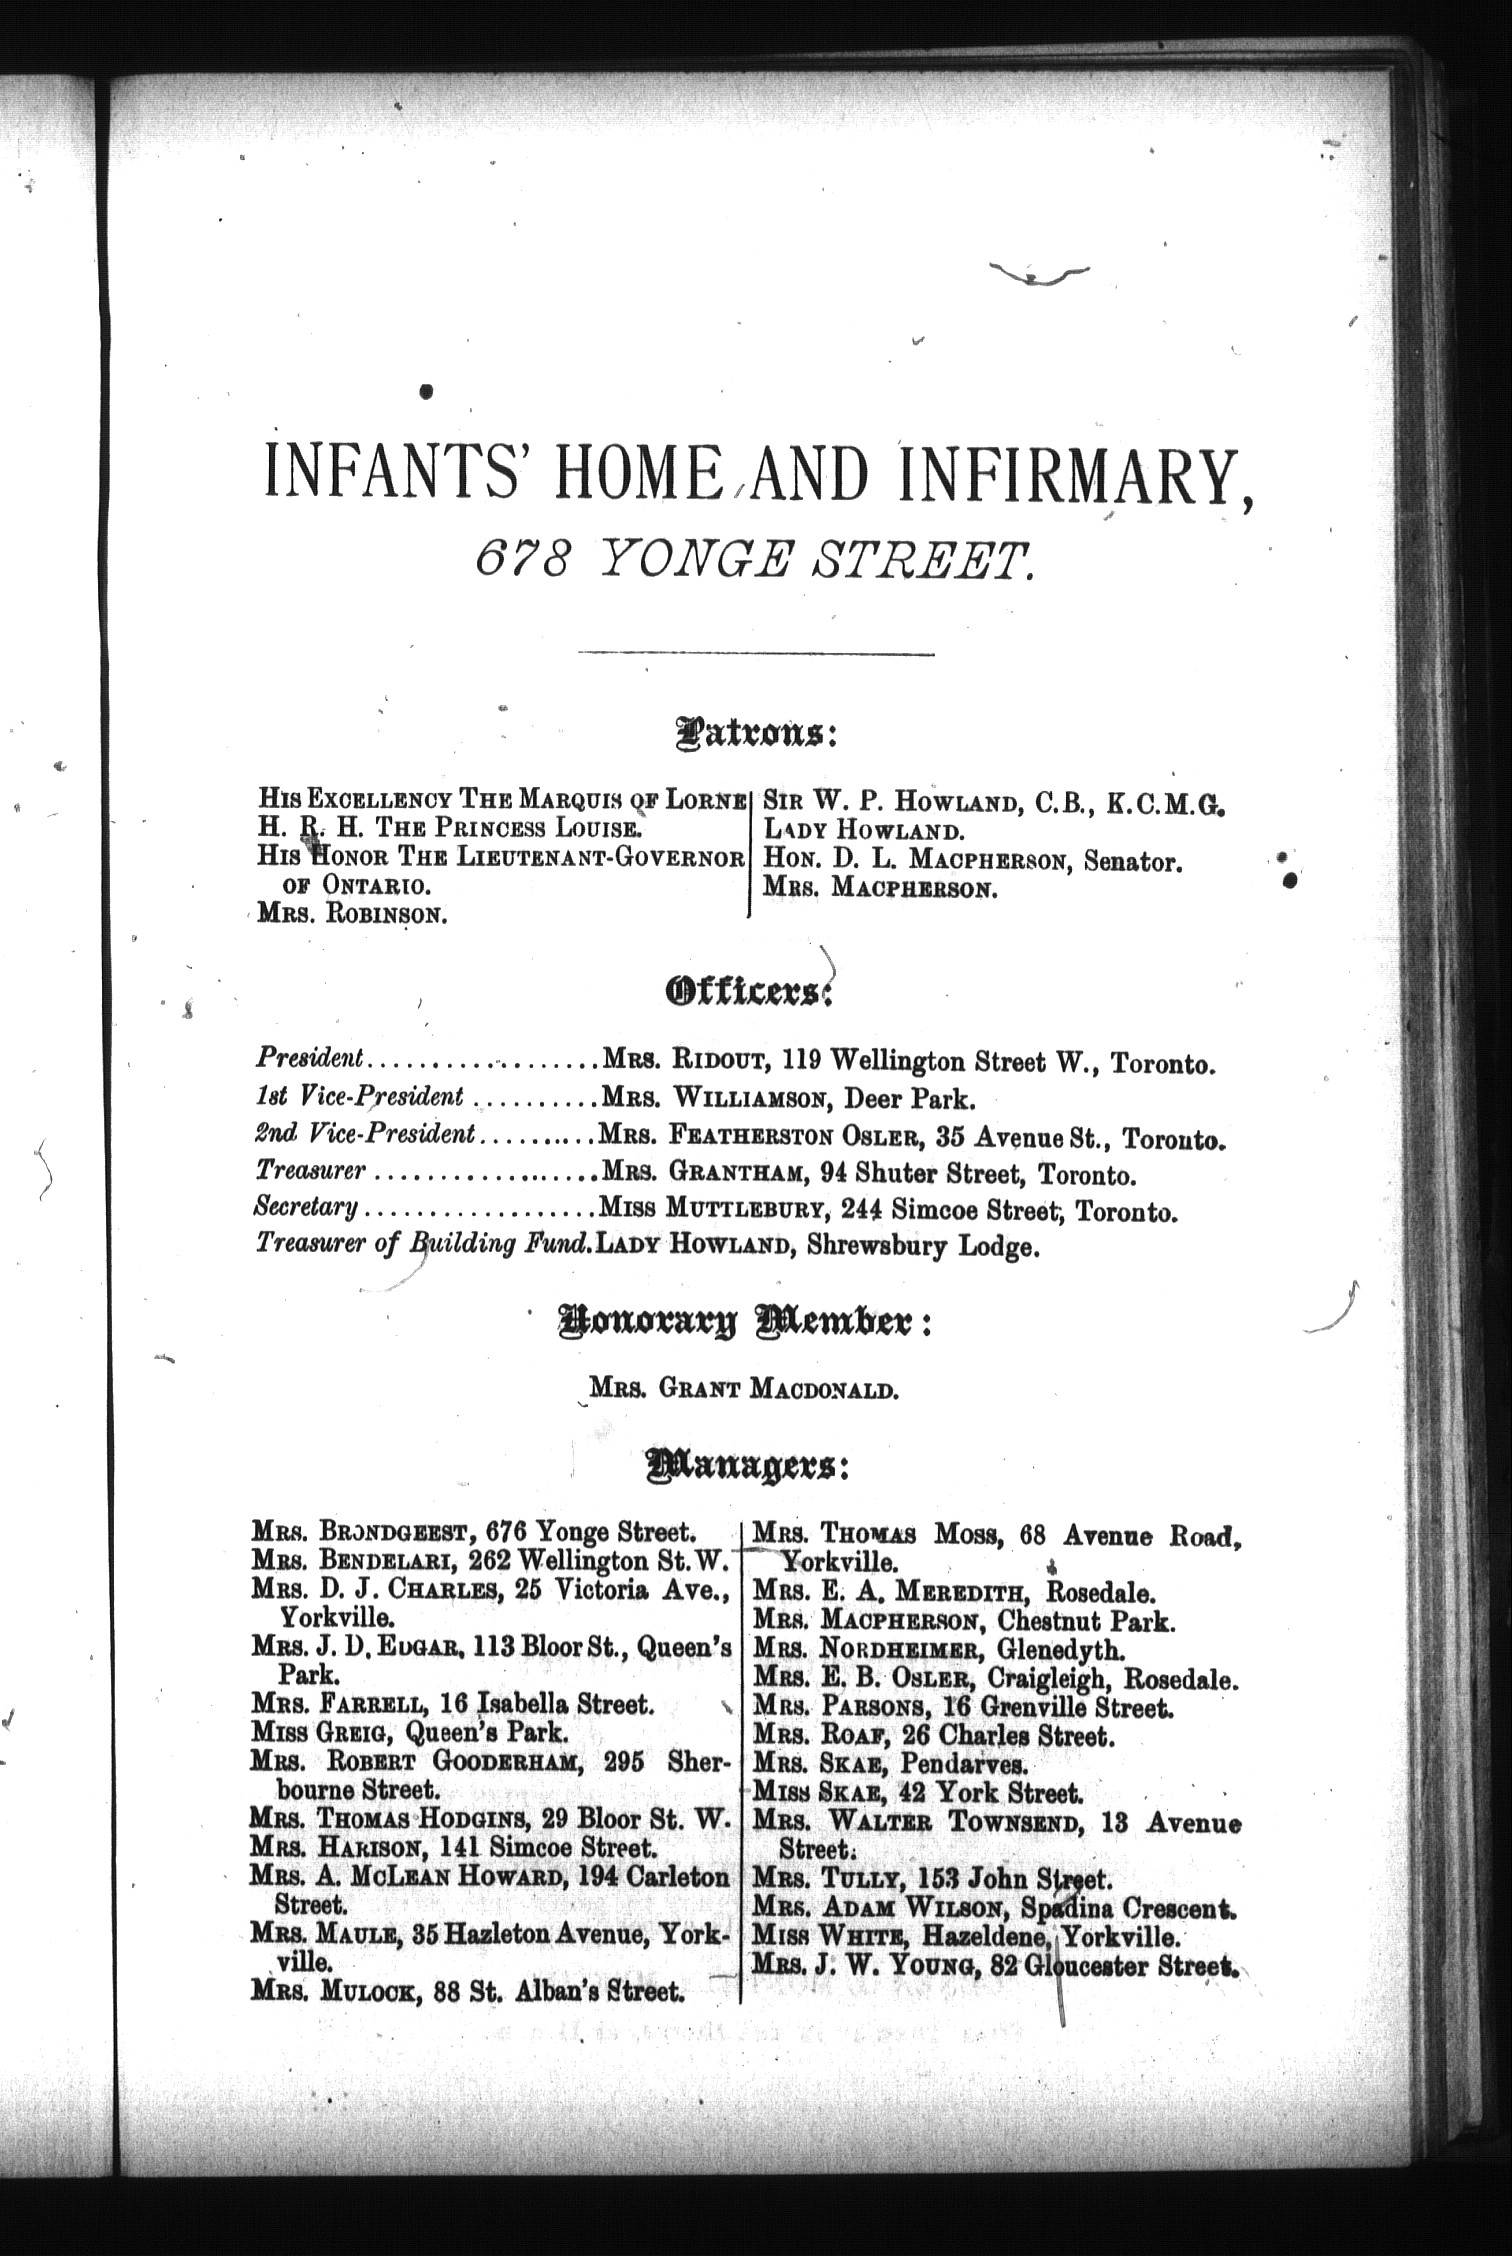 INFANTS' HOME AND INFIRMARY,
678 YONGE STREET.
Patrons:
HIS EXCELLENCY THE MARQUIS OF LORNE
H. R. H. THE PRINCESS LOUISE.
HIS HONOR THE LIEUTENANT-GOVERNOR
OF ONTARIO.
MRS. ROBINSON.
SIR W. P. HOWLAND, C.B., K.C.M.G.
LADY HOWLAND.
HON. D. L. MACPHERSON, Senator.
MRS. MACPHERSON.
Officers:
President....................MRS. RIDOUT, 119 Wellington Street W., Toronto.
1st Vice-President ..........MRS. WILLIAMSON, Deer Park.
2nd Vice-President..........MRS. FEATHERSTON OSLER, 35 Avenue St., Toronto.
Treasurer ...................MRS. GRANTHAM, 94 Shuter Street, Toronto.
Secretary ...................MISS MUTTLEBURY, 244 Simcoe Street, Toronto.
Treasurer of Building Fund.LADY HOWLAND, Shrewsbury Lodge.
Honorary Member:
MRS. GRANT MACDONALD.
Managers:
MRS. BRONDGEEST, 676 Yonge Street.
MRS. BENDELARI, 262 Wellington St. W.
MRS. D. J. CHARLES, 25 Victoria Ave.,
Yorkville.
MRS. J. D. EDGAR, 113 Bloor St., Queen's
Park.
MRS. FARRELL, 16 Isabella Street.
MISS GREIG, Queen's Park.
MRS. ROBERT GOODERHAM, 295 Sher-
bourne Street.
MRS. THOMAS HODGINS, 29 Bloor St. W.
MRS. HARISON, 141 Simcoe Street.
MRS. A. MCLEAN HOWARD, 194 Carleton
Street.
MRS. MAULE, 35 Hazleton Avenue, York-
ville.
MRS. MULOCK, 88 St. Alban's Street.
MRS. THOMAS MOSS, 68 Avenue Road,
Yorkville.
MRS. E. A. MEREDITH, Rosedale.
MRS. MACPHERSON, Chestnut Park.
MRS. NORDHEIMER, Glenedyth.
MRS. E. B. OSLER, Craigleigh, Rosedale.
MRS. PARSONS, 16 Grenville Street.
MRS. ROAF, 26 Charles Street.
MRS. SKAE, Pendarves.
MISS SKAE, 42 York Street.
MRS. WALTER TOWNSEND, 13 Avenue
Street.
MRS. TULLY, 153 John Street.
MRS. ADAM WILSON, Spadina Crescent.
MISS WHITE, Hazeldene, Yorkville.
MRS. J. W. YOUNG, 82 Gloucester Street.